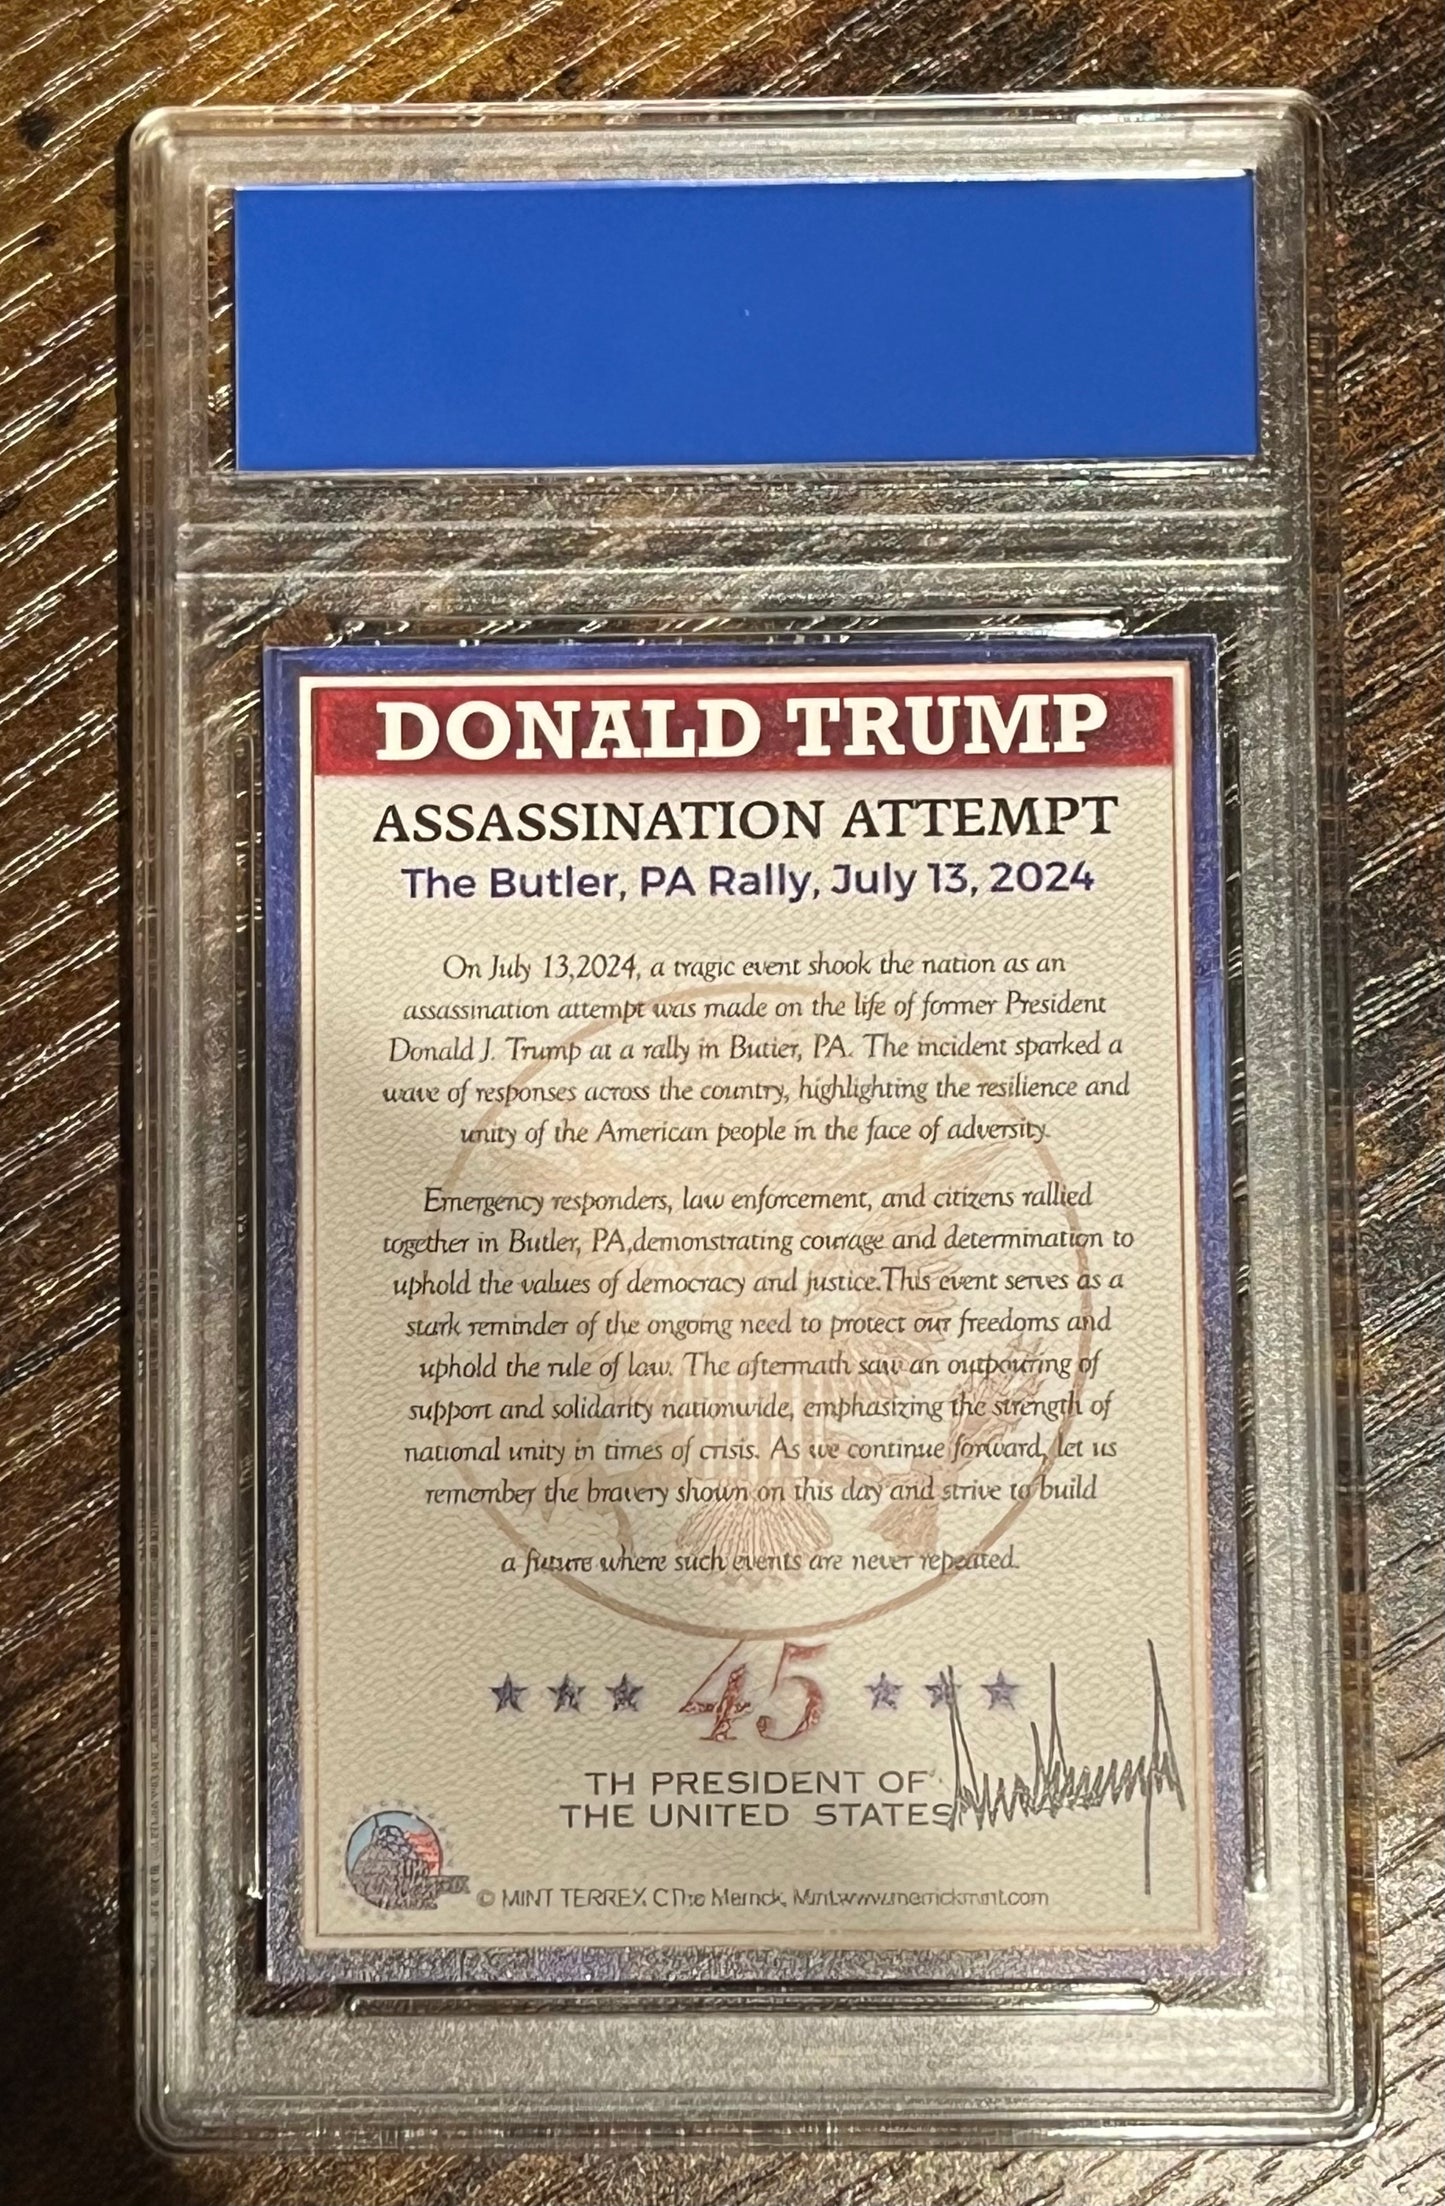 DONALD TRUMP
ASSASSINATION ATTEMPT
The Butler, PA Rally, July 13, 2024
On July 13,2024, a tragic event shook the nation as an
assassination attempt was made on the life of former President
Donald J. Trump at a rally in Butier, PA. The incident sparked a
wave of responses across the country, highlighting the resilience and
unity of the American people in the face of adversity.
Emergency responders, law enforcement, and citizens rallied
together in Butler, PA,demonstrating courage and determination to
uphold the values of democracy and justice.This event serves as a
stark reminder of the ongoing need to protect our freedoms and
uphold the rule of law. The aftermath saw an outpouring of
support and solidarity nationwide, emphasizing the strength of
national unity in times of crisis. As we continue forward, let us
remember the bravery shown on this day and strive to build
a future where such events are never repeated.
45
TH PRESIDENT OF
THE UNITED STATES
© MINT TERREX, The Merrick Mint.www.merrickmint.com